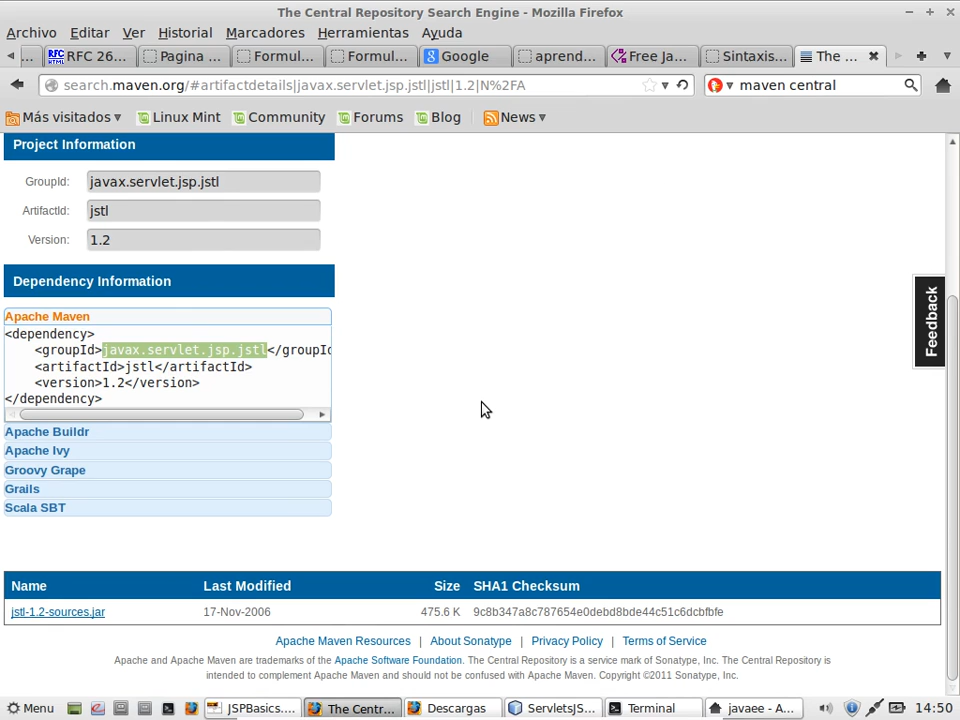 The Central Repository Search Engine - Mozilla Firefox
Archivo Editar Ver Historial Marcadores Herramientas Ayuda
... RFC 26... Pagina ... Formul... Formul... Google aprend... Free Ja... Sintaxis... The ...
search.maven.org/#artifactdetails|javax.servlet.jsp.jstl|jstl|1.2|N%2FA maven central
Más visitados Linux Mint Community Forums Blog News
Project Information
GroupId: javax.servlet.jsp.jstl
ArtifactId: jstl
Version: 1.2
Dependency Information
Apache Maven
<dependency>
<groupId>javax.servlet.jsp.jstl</groupId
<artifactId>jstl</artifactId>
<version>1.2</version>
</dependency>
Apache Buildr
Apache Ivy
Groovy Grape
Grails
Scala SBT
Feedback
Name Last Modified Size SHA1 Checksum
jstl-1.2-sources.jar 17-Nov-2006 475.6 K 9c8b347a8c787654e0debd8bde44c51c6dcbfbfe
Apache Maven Resources | About Sonatype | Privacy Policy | Terms of Service
Apache and Apache Maven are trademarks of the Apache Software Foundation. The Central Repository is a service mark of Sonatype, Inc. The Central Repository is
intended to complement Apache Maven and should not be confused with Apache Maven. Copyright ©2011 Sonatype, Inc.
Menu JSPBasics.... The Centr... Descargas ServletsJS... Terminal javaee - A... 14:50